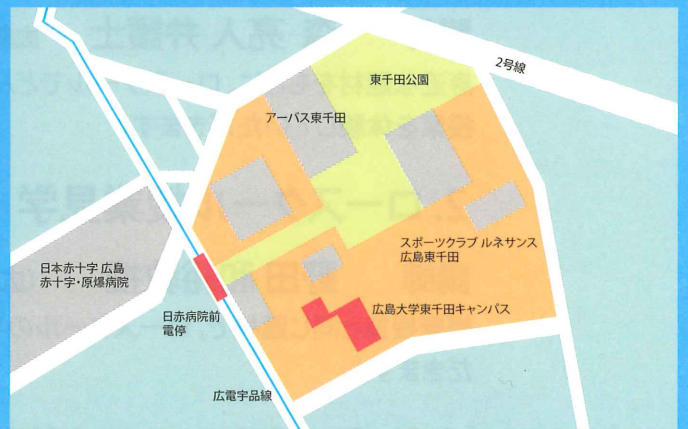 2号線
東千田公園
アーバス東千田
スポーツクラブ ルネサンス
広島東千田
日本赤十字 広島
赤十字・原爆病院
広島大学東千田キャンパス
日赤病院前
電停
広電宇品線